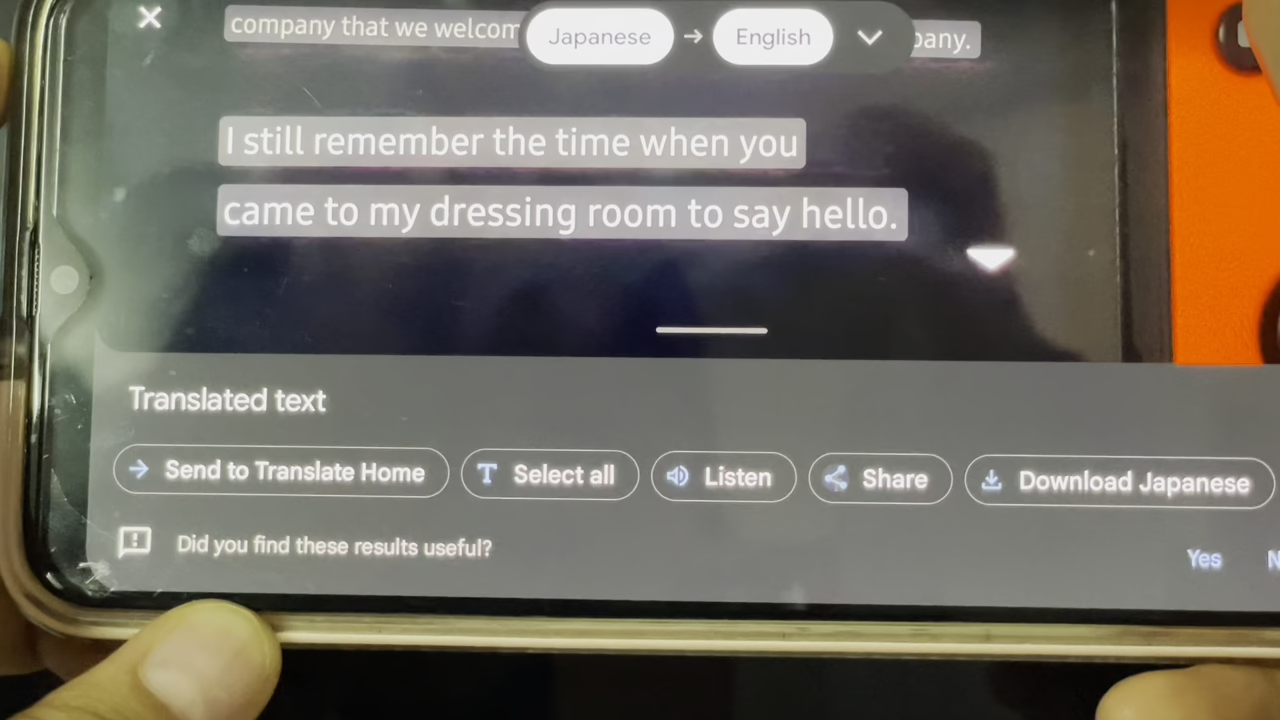 company that we welcom
Japanese → English
pany.
I still remember the time when you
came to my dressing room to say hello.
Translated text
Send to Translate Home
Select all
Listen
Share
Download Japanese
Did you find these results useful?
Yes